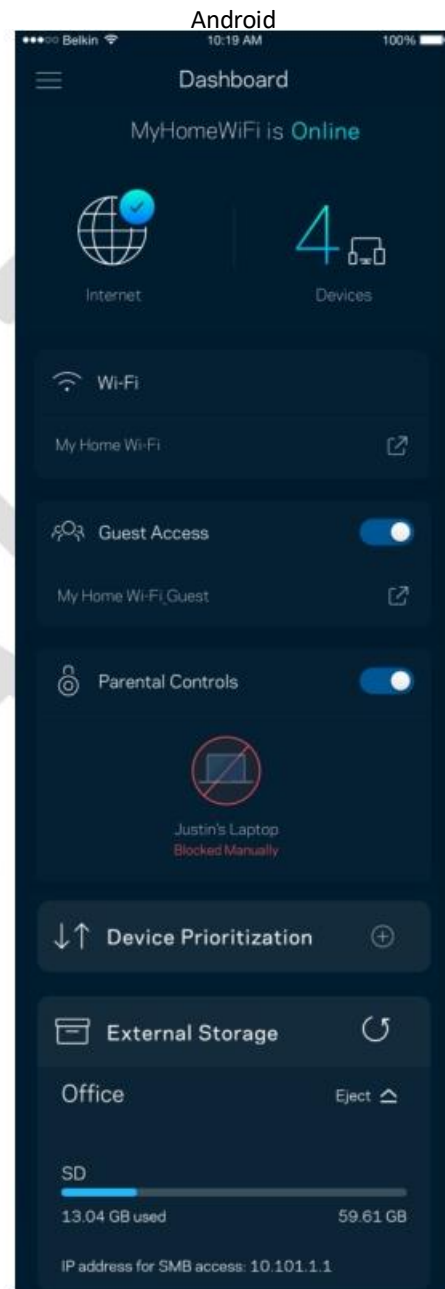 Android
Belkin 10:19 AM 100%
Dashboard
MyHomeWiFi is Online
4
Internet Devices
Wi-Fi
My Home Wi-Fi
Guest Access
My Home Wi-Fi_Guest
Parental Controls
Justin's Laptop
Blocked Manually
Device Prioritization
External Storage
Office Eject
SD
13.04 GB used 59.61 GB
IP address for SMB access: 10.101.1.1